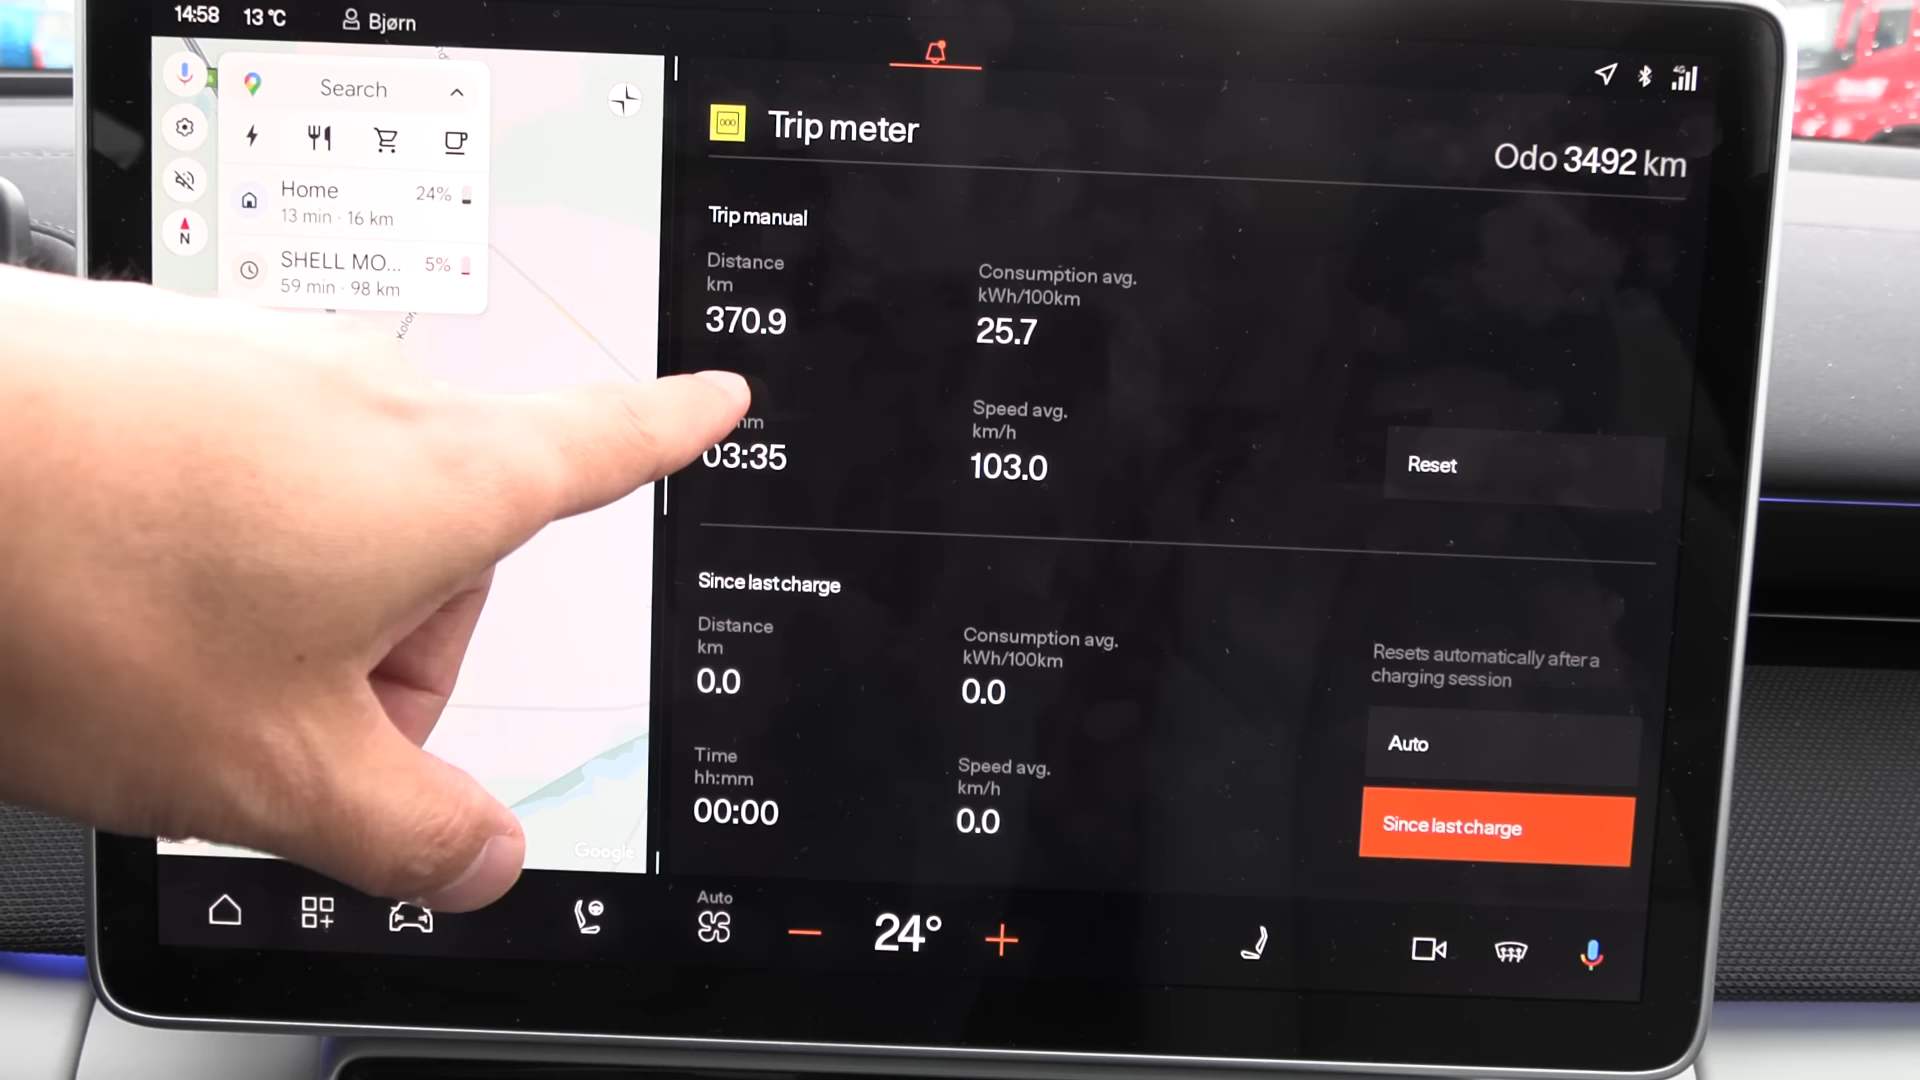 14:58 13 °C Bjørn
Search
Home 24%
13 min · 16 km
SHELL MO... 5%
59 min · 98 km
N
Google
4G
Trip meter
Odo 3492 km
Trip manual
Distance
km
370.9
Consumption avg.
kWh/100km
25.7
03:35
Speed avg.
km/h
103.0
Reset
Since last charge
Distance
km
0.0
Consumption avg.
kWh/100km
0.0
Time
hh:mm
00:00
Speed avg.
km/h
0.0
Resets automatically after a
charging session
Auto
Since last charge
Auto
24°